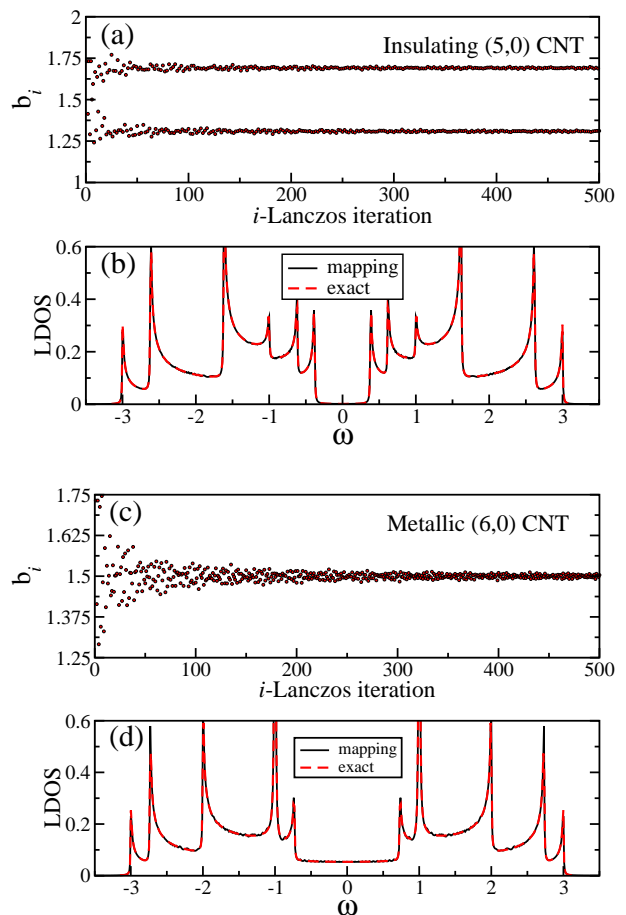 (a)
Insulating (5,0) CNT
b_i
2
1.75
1.5
1.25
1
0 100 200 300 400 500
i-Lanczos iteration
(b)
mapping
exact
LDOS
0.6
0.4
0.2
0
-3 -2 -1 0 1 2 3
ω
(c)
Metallic (6,0) CNT
b_i
1.75
1.625
1.5
1.375
1.25
0 100 200 300 400 500
i-Lanczos iteration
(d)
mapping
exact
LDOS
0.6
0.4
0.2
0
-3 -2 -1 0 1 2 3
ω